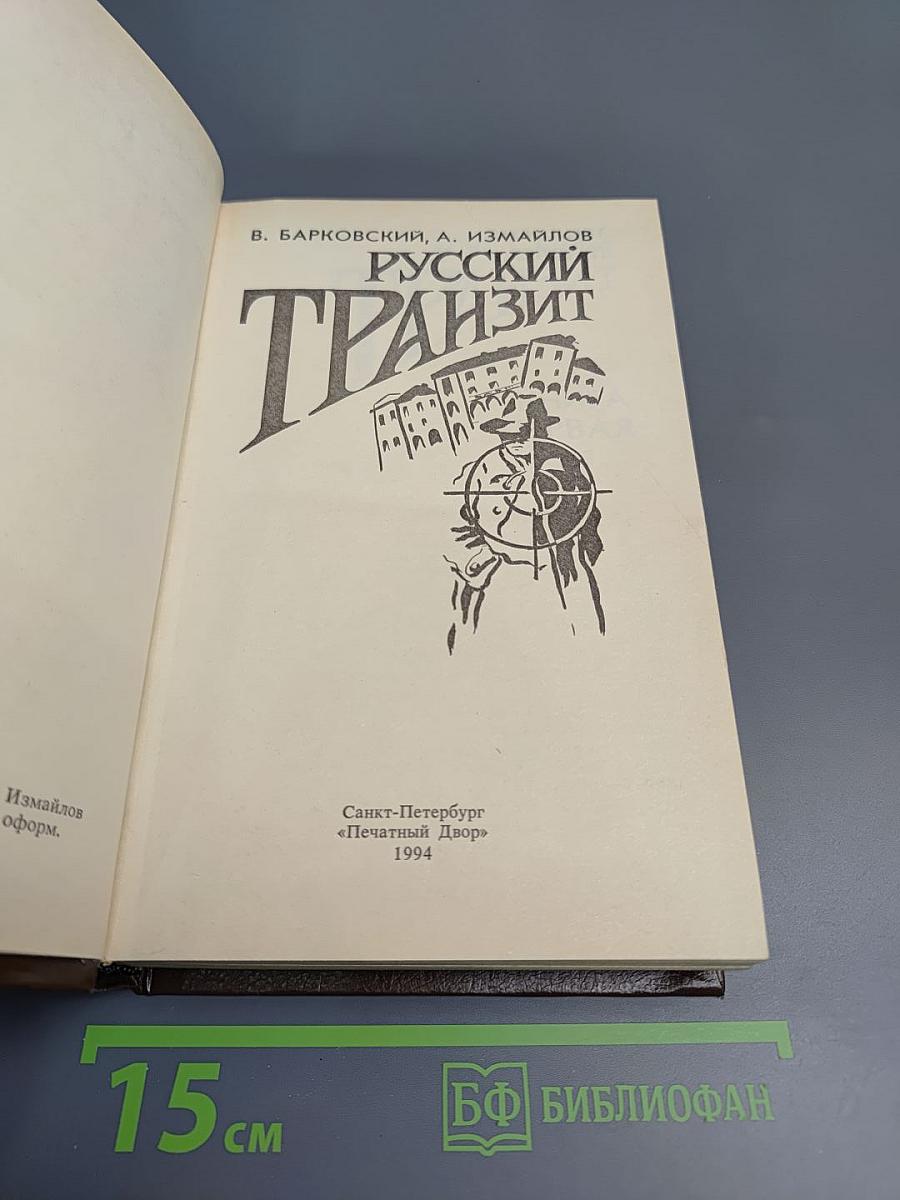 В. БАРКОВСКИЙ, А. ИЗМАЙЛОВ
РУССКИЙ
ТРАНЗИТ
Измайлов
оформ.
Санкт-Петербург
«Печатный Двор»
1994
15 см
БФ БИБЛИОФАН